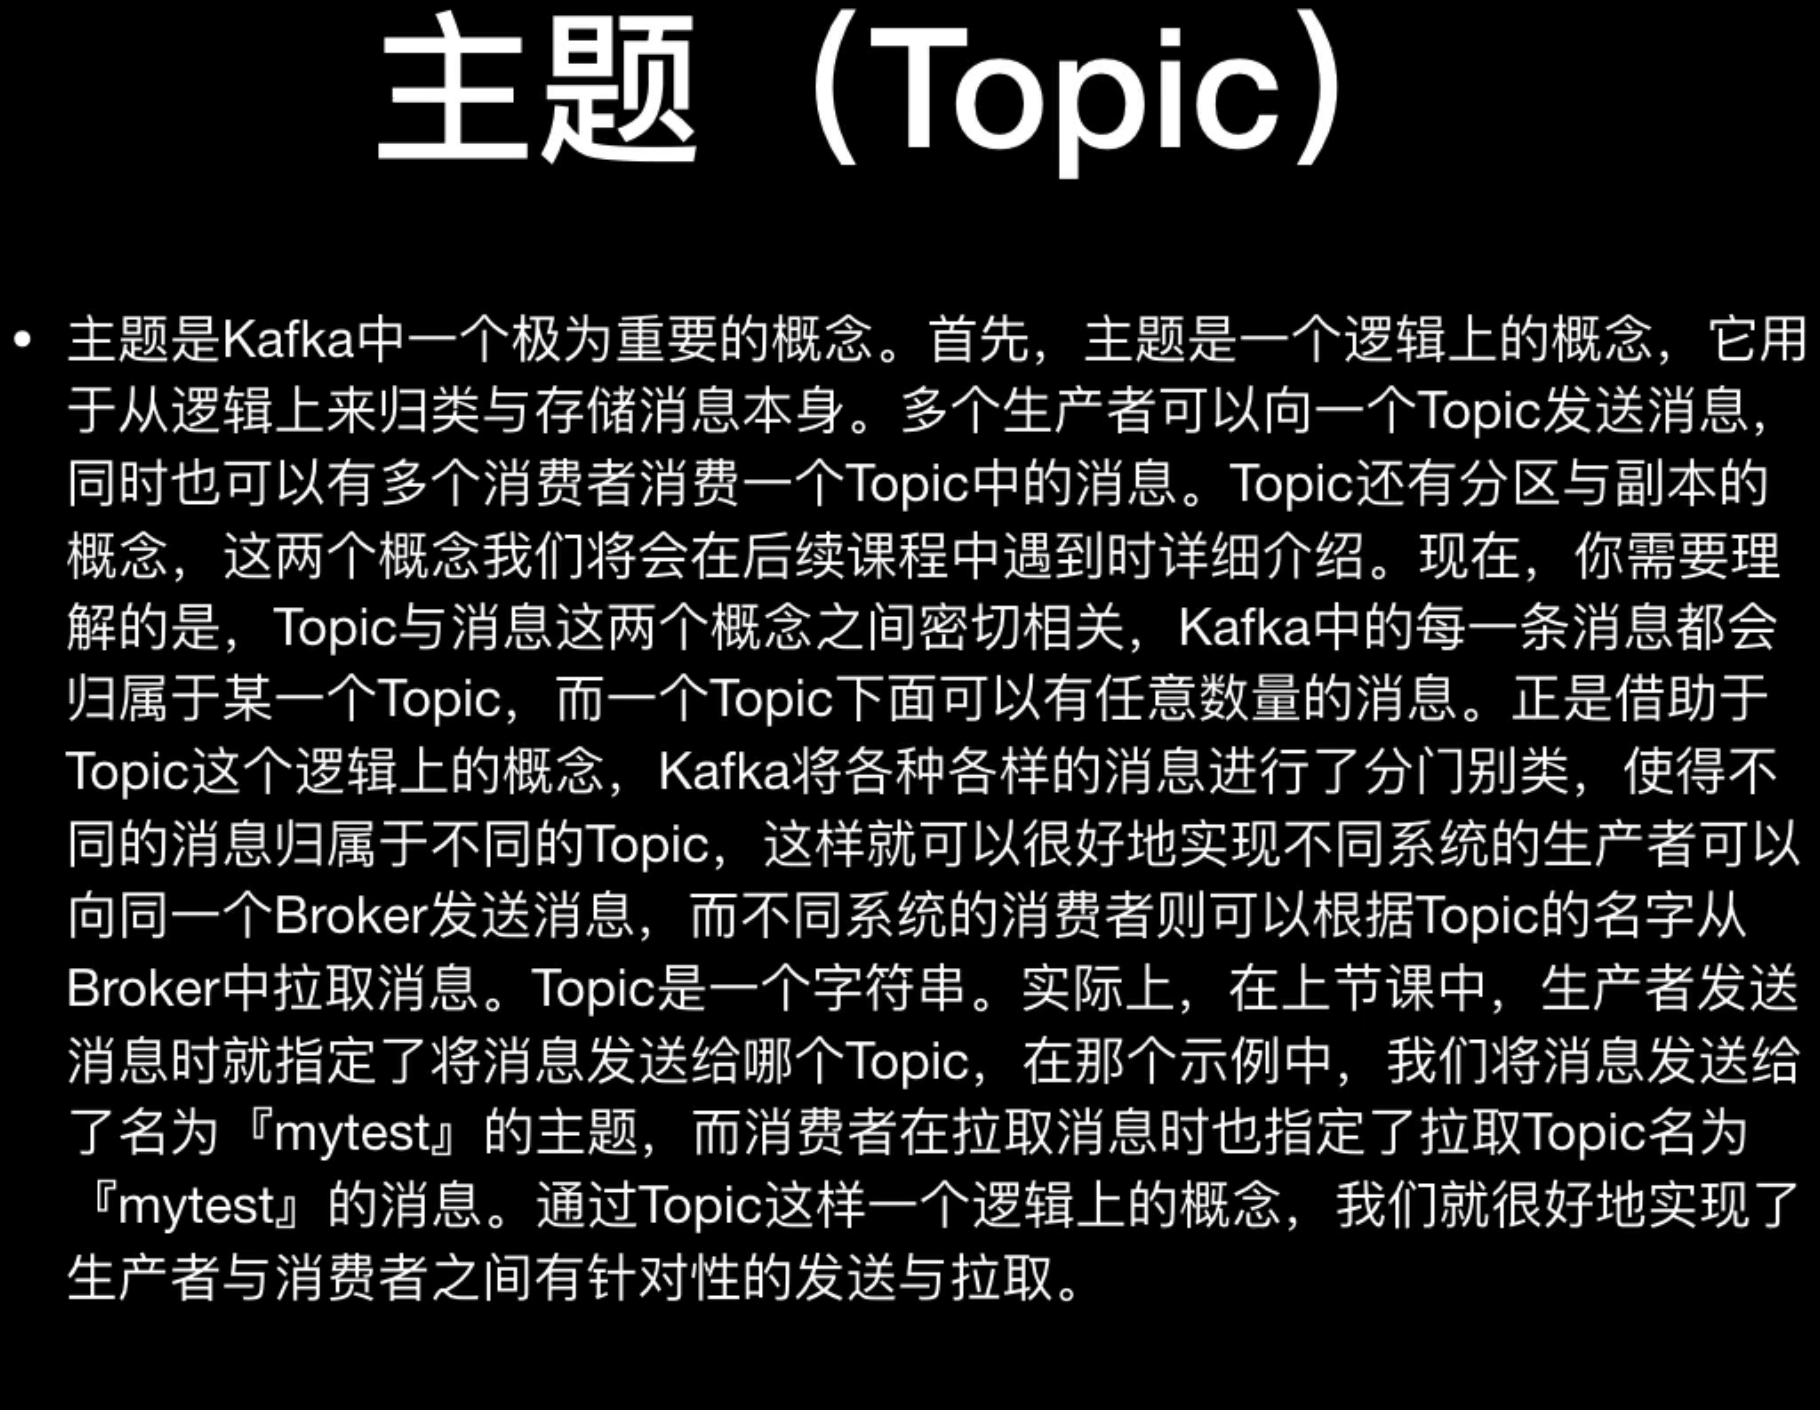 主题（Topic）
• 主题是Kafka中一个极为重要的概念。首先，主题是一个逻辑上的概念，它用
于从逻辑上来归类与存储消息本身。多个生产者可以向一个Topic发送消息，
同时也可以有多个消费者消费一个Topic中的消息。Topic还有分区与副本的
概念，这两个概念我们将会在后续课程中遇到时详细介绍。现在，你需要理
解的是，Topic与消息这两个概念之间密切相关，Kafka中的每一条消息都会
归属于某一个Topic，而一个Topic下面可以有任意数量的消息。正是借助于
Topic这个逻辑上的概念，Kafka将各种各样的消息进行了分门别类，使得不
同的消息归属于不同的Topic，这样就可以很好地实现不同系统的生产者可以
向同一个Broker发送消息，而不同系统的消费者则可以根据Topic的名字从
Broker中拉取消息。Topic是一个字符串。实际上，在上节课中，生产者发送
消息时就指定了将消息发送给哪个Topic，在那个示例中，我们将消息发送给
了名为『mytest』的主题，而消费者在拉取消息时也指定了拉取Topic名为
『mytest』的消息。通过Topic这样一个逻辑上的概念，我们就很好地实现了
生产者与消费者之间有针对性的发送与拉取。